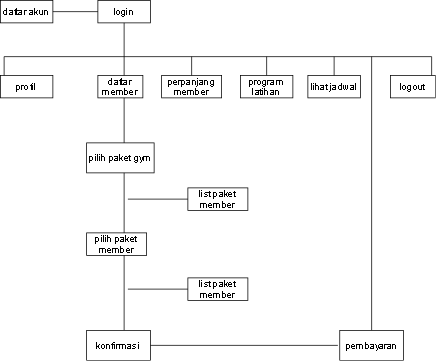 daftar akun
login
profil
daftar
member
perpanjang
member
program
latihan
lihat jadwal
logout
pilih paket gym
list paket
member
pilih paket
member
list paket
member
konfirmasi
pembayaran